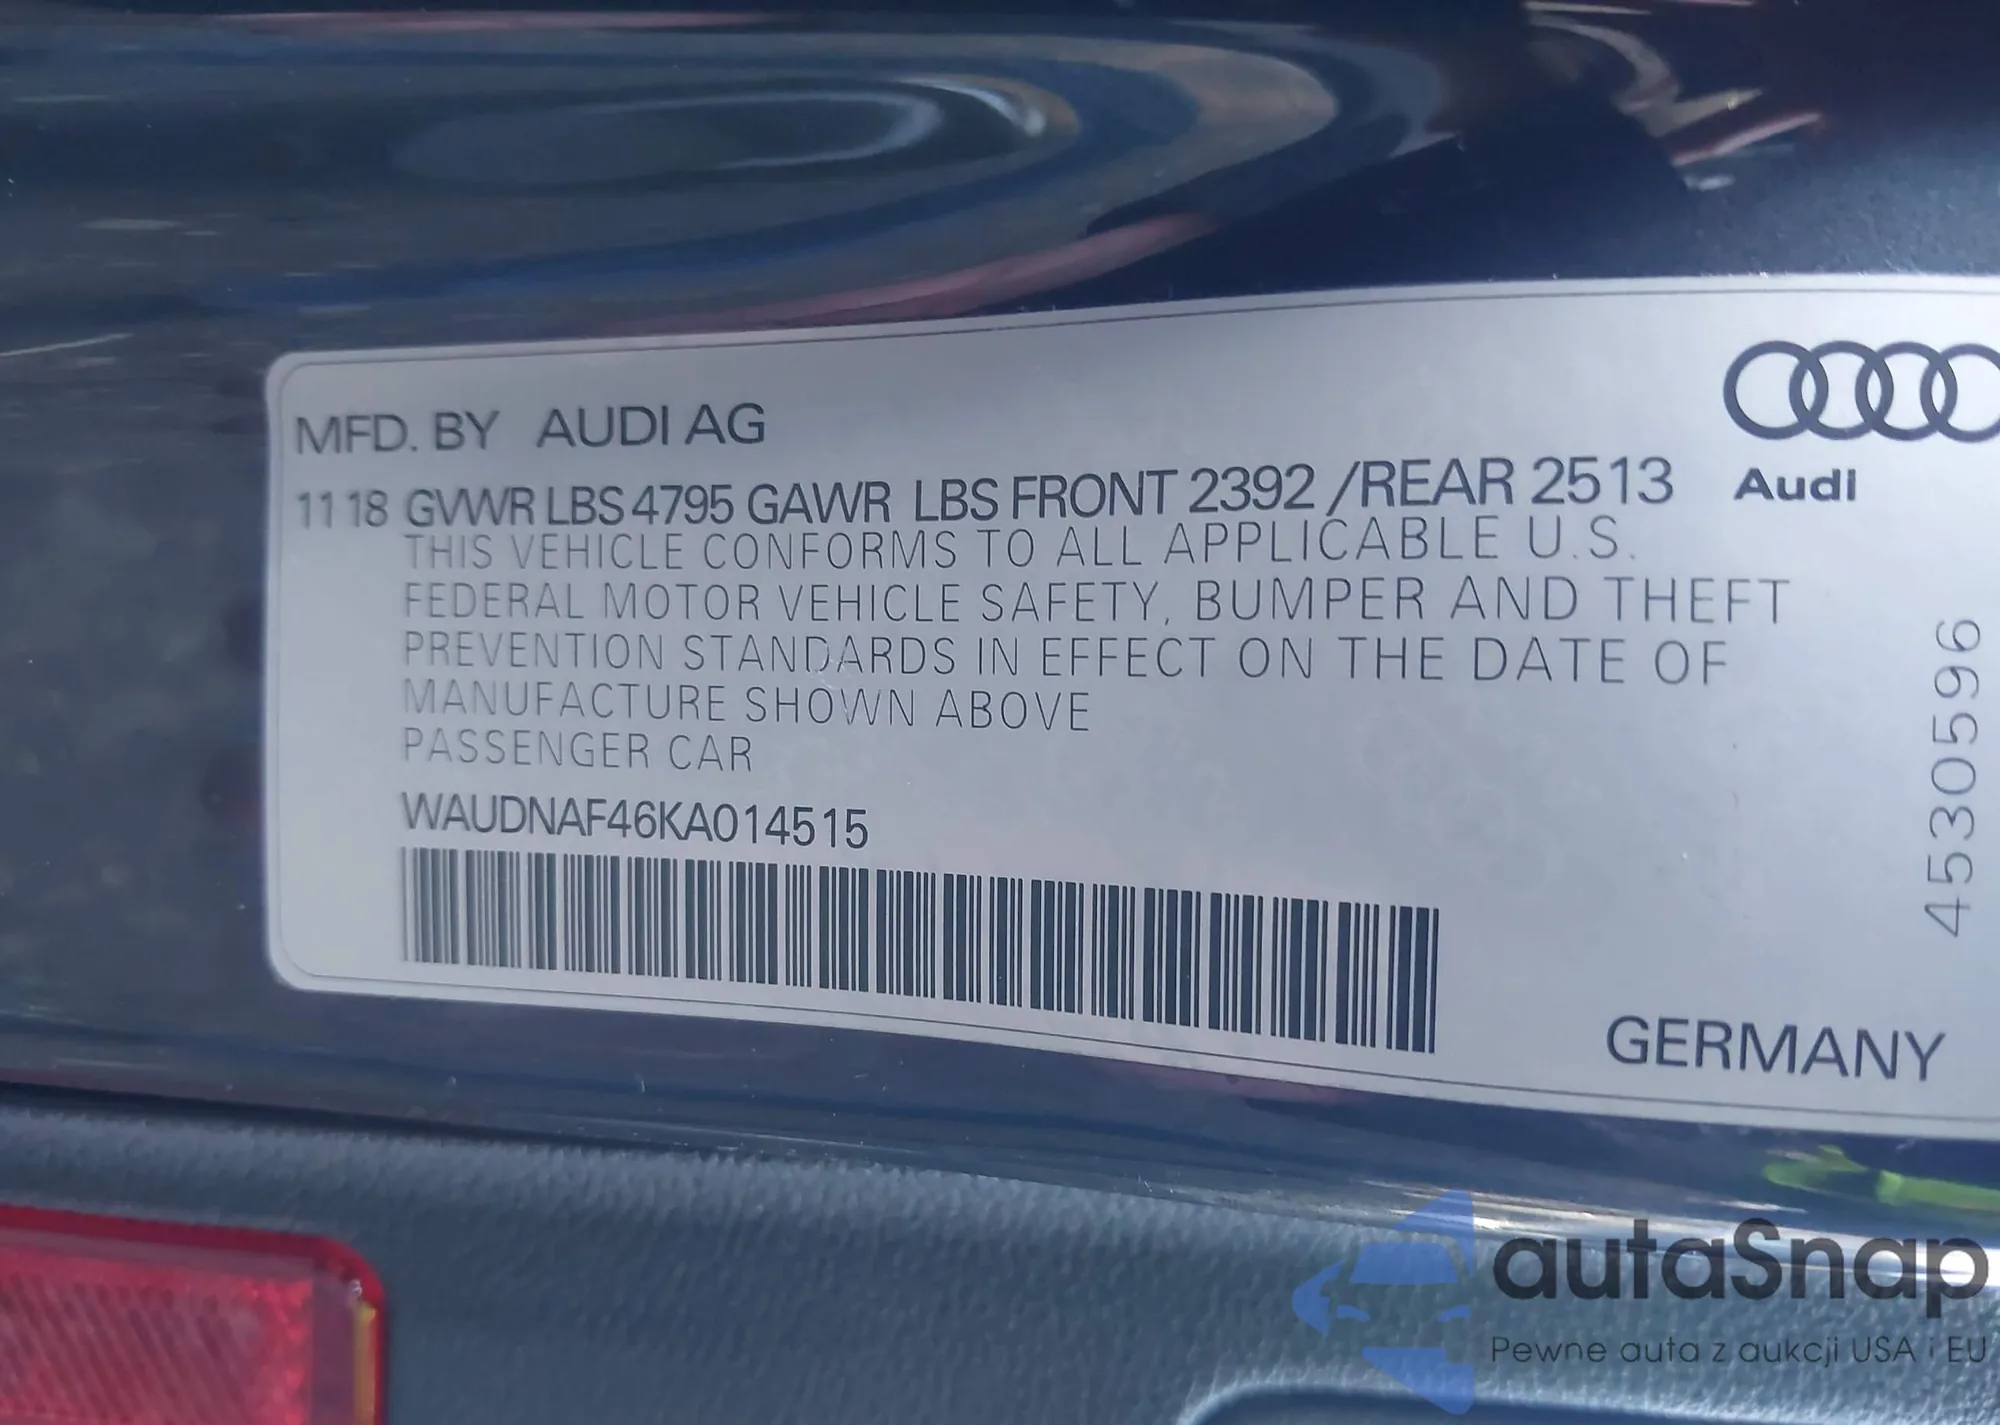 MFD. BY AUDI AG
11 18 GVWR LBS 4795 GAWR LBS FRONT 2392 /REAR 2513
Audi
THIS VEHICLE CONFORMS TO ALL APPLICABLE U.S.
FEDERAL MOTOR VEHICLE SAFETY, BUMPER AND THEFT
PREVENTION STANDARDS IN EFFECT ON THE DATE OF
MANUFACTURE SHOWN ABOVE
PASSENGER CAR
WAUDNAF46KA014515
4530596
GERMANY
autaSnap
Pewne auta z aukcji USA i EU